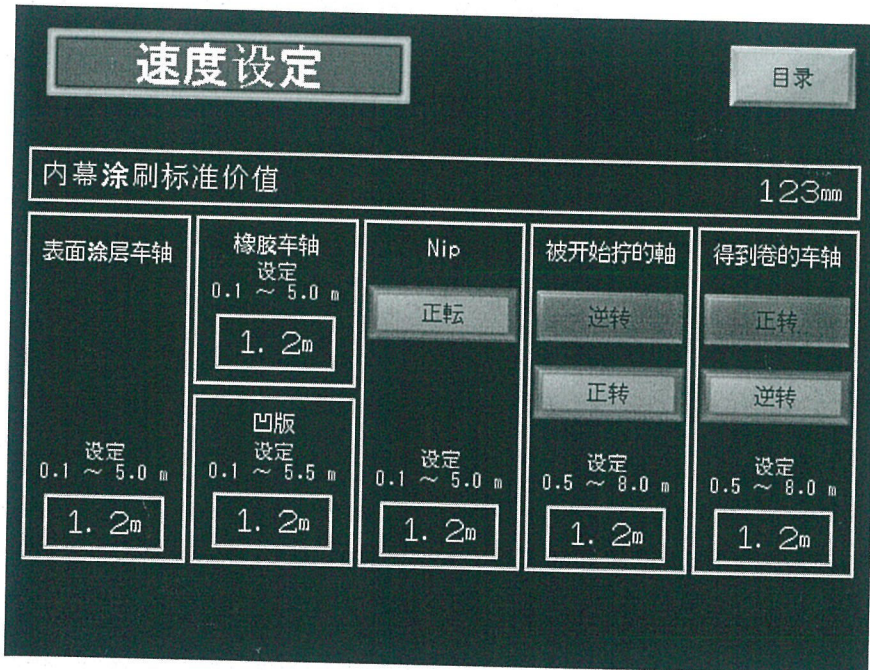 速度设定
目录
内幕涂刷标准价值
123mm
表面涂层车轴
设定
0.1 ～ 5.0 m
1. 2m
橡胶车轴
设定
0.1 ～ 5.0 m
1. 2m
凹版
设定
0.1 ～ 5.5 m
1. 2m
Nip
正転
设定
0.1 ～ 5.0 m
1. 2m
被开始拧的軸
逆转
正转
设定
0.5 ～ 8.0 m
1. 2m
得到卷的车轴
正转
逆转
设定
0.5 ～ 8.0 m
1. 2m